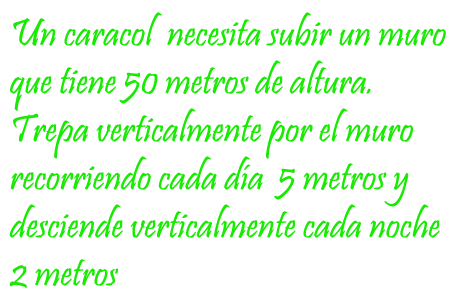 Un caracol necesita subir un muro
que tiene 50 metros de altura.
Trepa verticalmente por el muro
recorriendo cada día 5 metros y
desciende verticalmente cada noche
2 metros